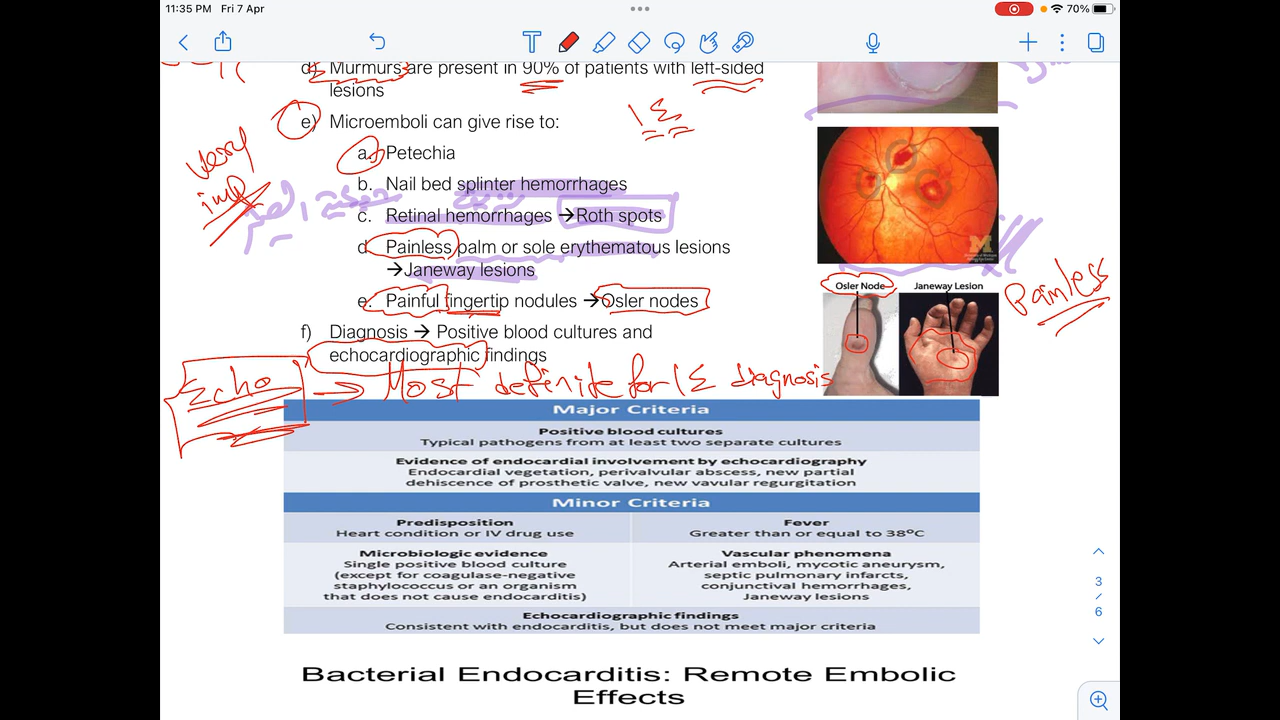 11:35 PM Fri 7 Apr
70%
d) Murmurs are present in 90% of patients with left-sided
lesions
e) Microemboli can give rise to:
IE
very
imp
a. Petechia
b. Nail bed splinter hemorrhages
c. Retinal hemorrhages → Roth spots
d. Painless palm or sole erythematous lesions
→ Janeway lesions
e. Painful fingertip nodules → Osler nodes
Osler Node
Janeway Lesion
Painless
f) Diagnosis → Positive blood cultures and
echocardiographic findings
Echo → Most definite for IE diagnosis
Major Criteria
Positive blood cultures
Typical pathogens from at least two separate cultures
Evidence of endocardial involvement by echocardiography
Endocardial vegetation, perivalvular abscess, new partial
dehiscence of prosthetic valve, new vavular regurgitation
Minor Criteria
Predisposition
Heart condition or IV drug use
Fever
Greater than or equal to 38ºC
Microbiologic evidence
Single positive blood culture
(except for coagulase-negative
staphylococcus or an organism
that does not cause endocarditis)
Vascular phenomena
Arterial emboli, mycotic aneurysm,
septic pulmonary infarcts,
conjunctival hemorrhages,
Janeway lesions
Echocardiographic findings
Consistent with endocarditis, but does not meet major criteria
3
/
6
Bacterial Endocarditis: Remote Embolic
Effects